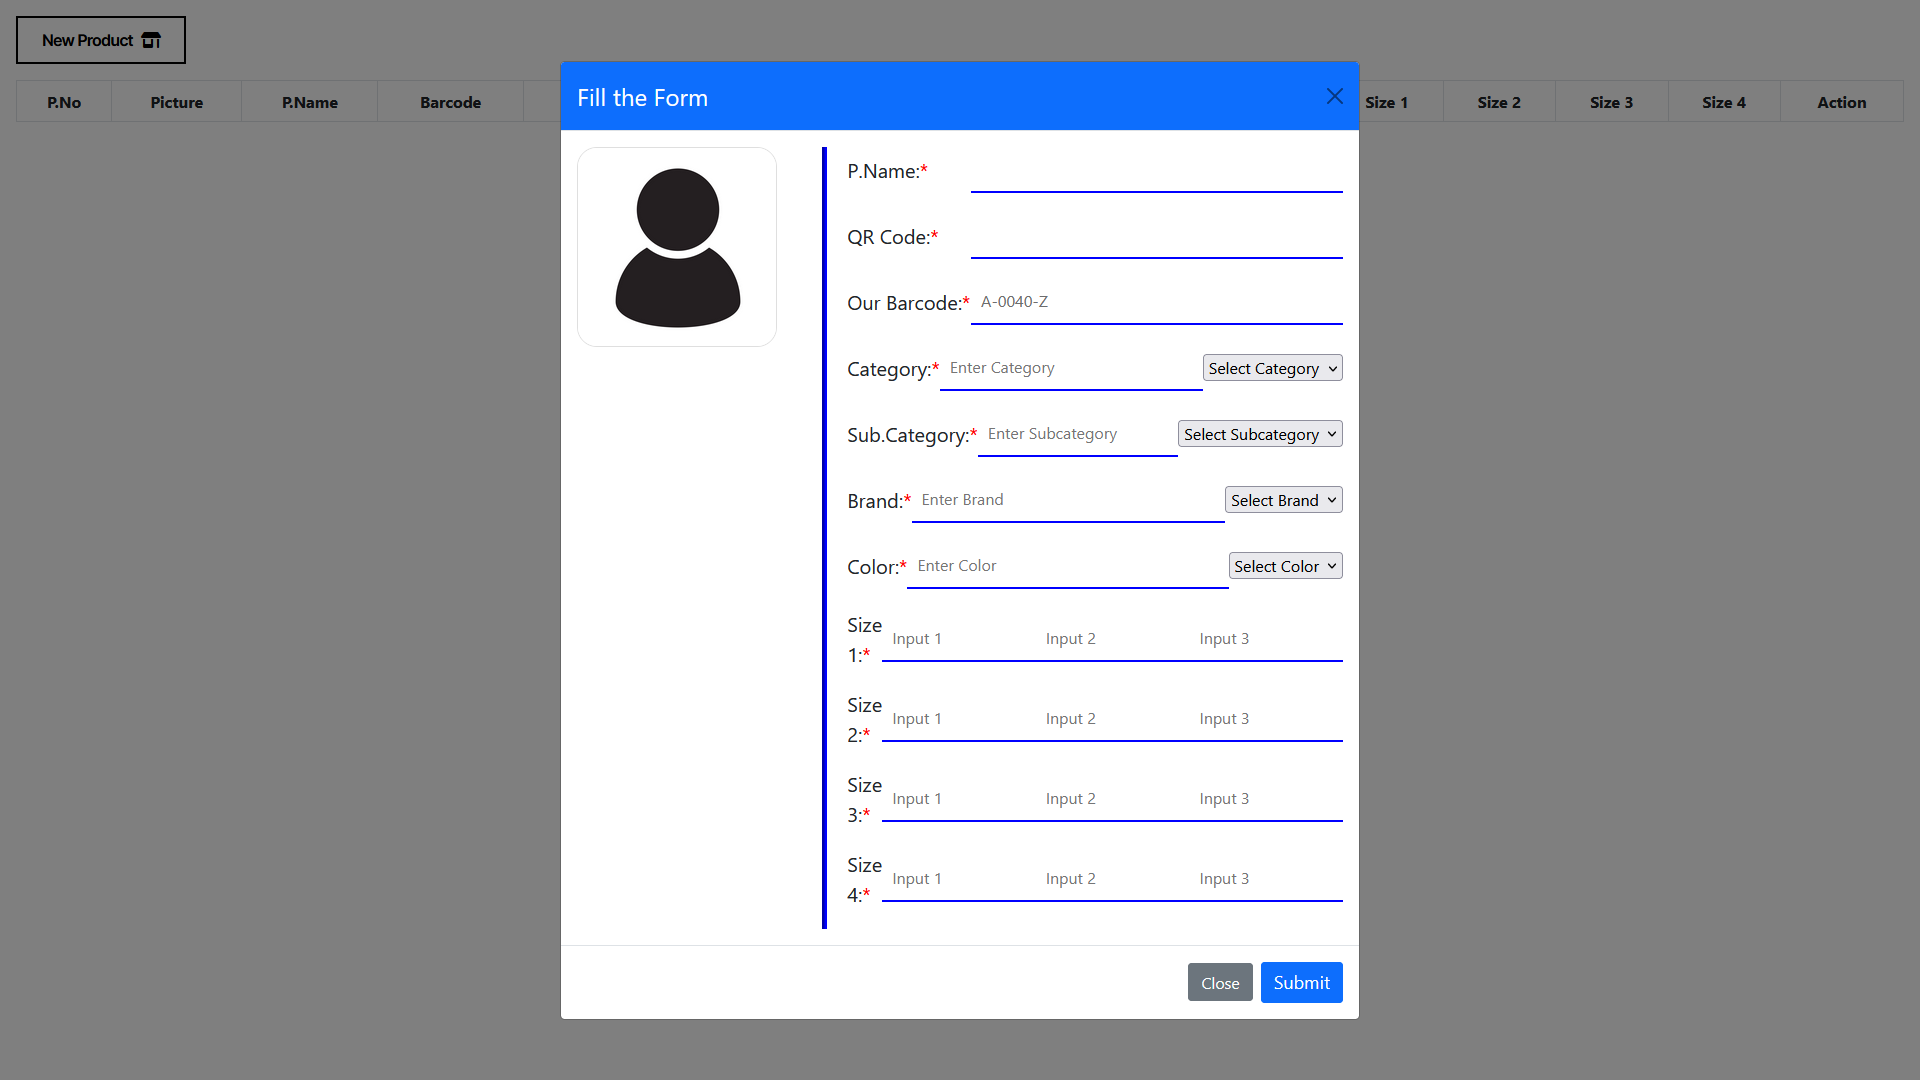 New Product
P.No Picture P.Name Barcode Size 1 Size 2 Size 3 Size 4 Action
Fill the Form
P.Name:*
QR Code:*
Our Barcode:* A-0040-Z
Category:* Enter Category Select Category
Sub.Category:* Enter Subcategory Select Subcategory
Brand:* Enter Brand Select Brand
Color:* Enter Color Select Color
Size
1:* Input 1 Input 2 Input 3
Size
2:* Input 1 Input 2 Input 3
Size
3:* Input 1 Input 2 Input 3
Size
4:* Input 1 Input 2 Input 3
Close Submit